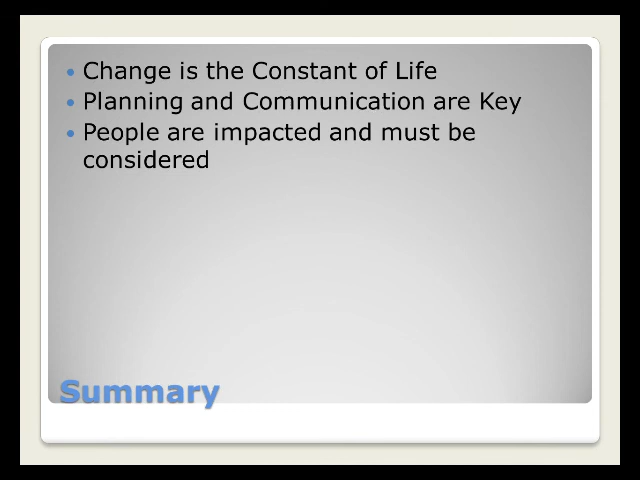 Change is the Constant of Life
Planning and Communication are Key
People are impacted and must be
considered
Summary